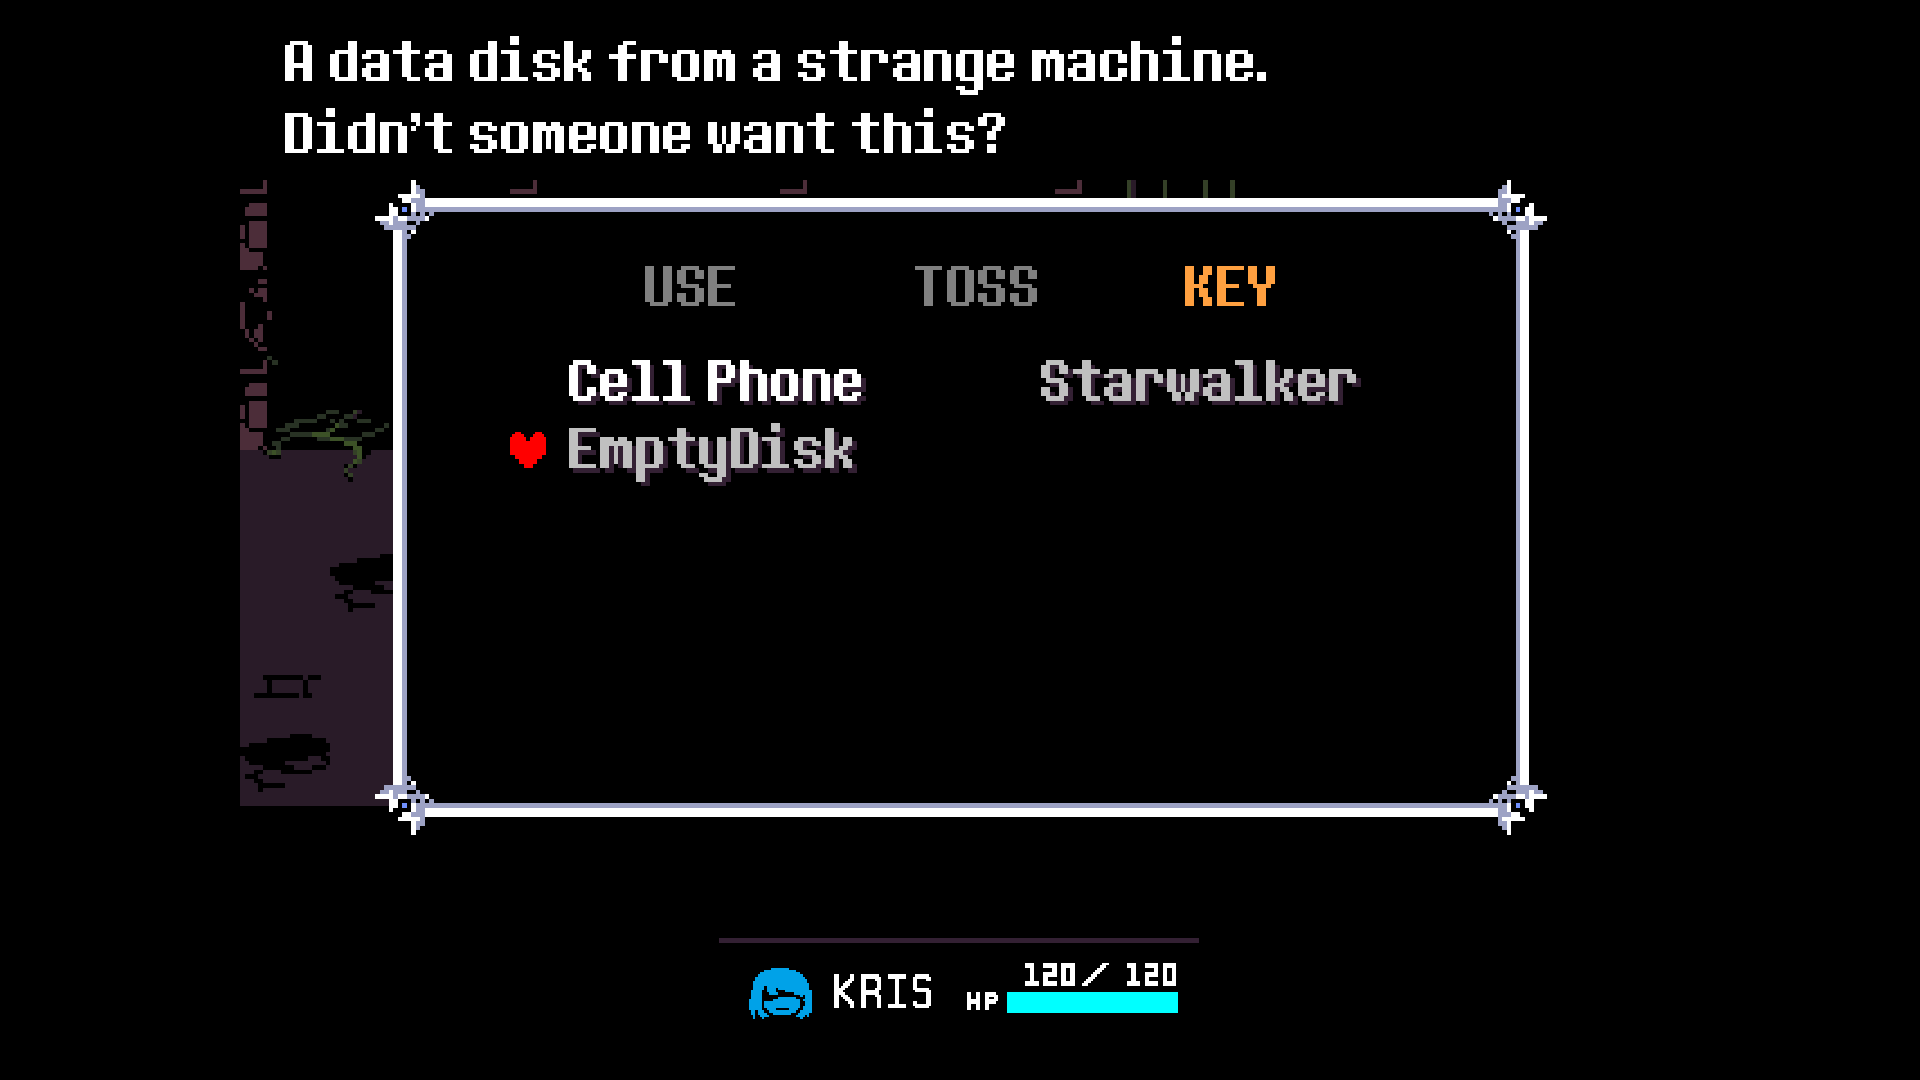 A data disk from a strange machine.
Didn't someone want this?
USE TOSS KEY
Cell Phone Starwalker
EmptyDisk
120/ 120
KRIS HP